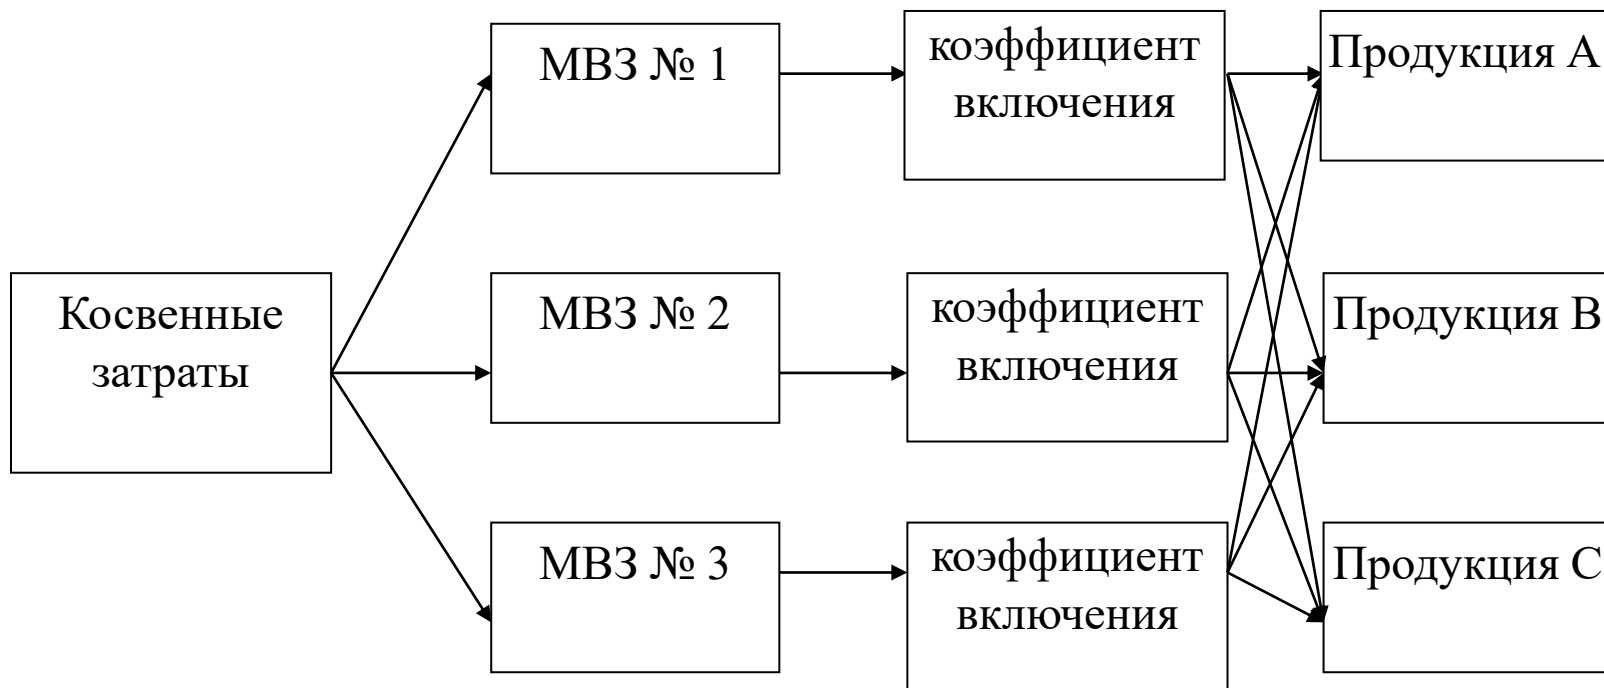 МВЗ № 1
коэффициент
включения
Продукция А
Косвенные
затраты
МВЗ № 2
коэффициент
включения
Продукция В
МВЗ № 3
коэффициент
включения
Продукция С